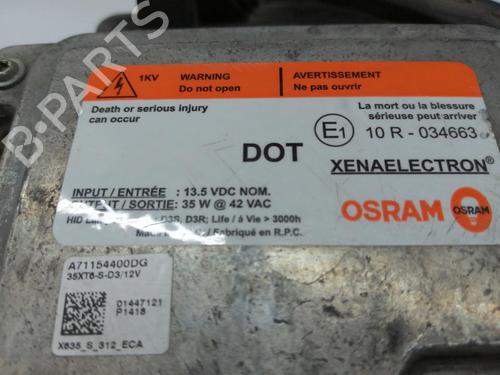 1KV
WARNING
Do not open
AVERTISSEMENT
Ne pas ouvrir
Death or serious injury
can occur
La mort ou la blessure
sérieuse peut arriver
E1 10 R - 034663
DOT
XENAELECTRON®
INPUT / ENTRÉE : 13.5 VDC NOM.
OUTPUT / SORTIE: 35 W @ 42 VAC
HID D3S, D3R; Life / à Vie > 3000h
Fabriqué en R.P.C.
OSRAM
OSRAM
A71154400DG
35XT6-S-D3/12V
01447121
P1418
X635_S_312_ECA
B-PARTS